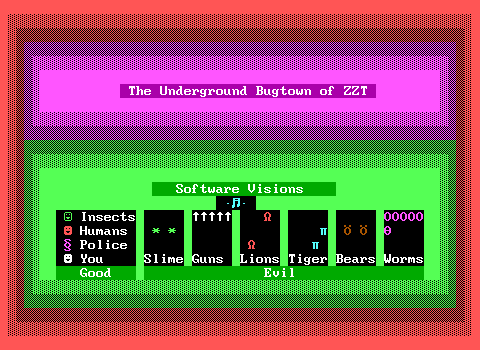 The Underground Bugtown of ZZT
Software Visions
Insects
Humans
Police
You Slime Guns Lions Tiger Bears Worms
Good Evil